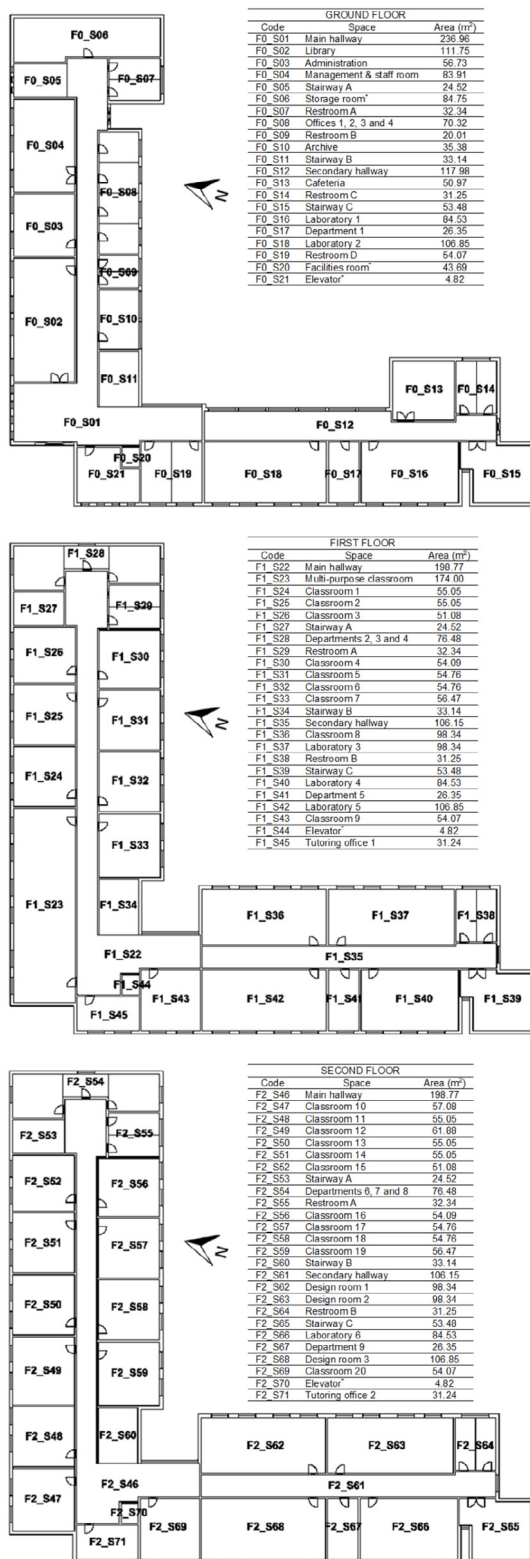 F0_S06
F0_S05
F0_S07
F0_S04
F0_S08
F0_S03
F0_S09
F0_S02
F0_S10
F0_S11
F0_S13
F0_S14
F0_S01
F0_S12
F0_S20
F0_S21
F0_S19
F0_S18
F0_S17
F0_S16
F0_S15
N
GROUND FLOOR
Code Space Area (m²)
F0_S01 Main hallway 236.96
F0_S02 Library 111.75
F0_S03 Administration 56.73
F0_S04 Management & staff room 83.91
F0_S05 Stairway A 24.52
F0_S06 Storage room* 84.75
F0_S07 Restroom A 32.34
F0_S08 Offices 1, 2, 3 and 4 70.32
F0_S09 Restroom B 20.01
F0_S10 Archive 35.38
F0_S11 Stairway B 33.14
F0_S12 Secondary hallway 117.98
F0_S13 Cafeteria 50.97
F0_S14 Restroom C 31.25
F0_S15 Stairway C 53.48
F0_S16 Laboratory 1 84.53
F0_S17 Department 1 26.35
F0_S18 Laboratory 2 106.85
F0_S19 Restroom D 54.07
F0_S20 Facilities room* 43.69
F0_S21 Elevator* 4.82
F1_S28
F1_S27
F1_S29
F1_S26
F1_S30
F1_S25
F1_S31
F1_S24
F1_S32
F1_S33
F1_S23
F1_S34
F1_S36
F1_S37
F1_S38
F1_S22
F1_S35
F1_S44
F1_S45
F1_S43
F1_S42
F1_S41
F1_S40
F1_S39
N
FIRST FLOOR
Code Space Area (m²)
F1_S22 Main hallway 198.77
F1_S23 Multi-purpose classroom 174.00
F1_S24 Classroom 1 55.05
F1_S25 Classroom 2 55.05
F1_S26 Classroom 3 51.08
F1_S27 Stairway A 24.52
F1_S28 Departments 2, 3 and 4 76.48
F1_S29 Restroom A 32.34
F1_S30 Classroom 4 54.09
F1_S31 Classroom 5 54.76
F1_S32 Classroom 6 54.76
F1_S33 Classroom 7 56.47
F1_S34 Stairway B 33.14
F1_S35 Secondary hallway 106.15
F1_S36 Classroom 8 98.34
F1_S37 Laboratory 3 98.34
F1_S38 Restroom B 31.25
F1_S39 Stairway C 53.48
F1_S40 Laboratory 4 84.53
F1_S41 Department 5 26.35
F1_S42 Laboratory 5 106.85
F1_S43 Classroom 9 54.07
F1_S44 Elevator* 4.82
F1_S45 Tutoring office 1 31.24
F2_S54
F2_S53
F2_S55
F2_S52
F2_S56
F2_S51
F2_S57
F2_S50
F2_S58
F2_S49
F2_S59
F2_S48
F2_S60
F2_S62
F2_S63
F2_S64
F2_S47
F2_S46
F2_S61
F2_S70
F2_S71
F2_S69
F2_S68
F2_S67
F2_S66
F2_S65
N
SECOND FLOOR
Code Space Area (m²)
F2_S46 Main hallway 198.77
F2_S47 Classroom 10 57.08
F2_S48 Classroom 11 55.05
F2_S49 Classroom 12 61.88
F2_S50 Classroom 13 55.05
F2_S51 Classroom 14 55.05
F2_S52 Classroom 15 51.08
F2_S53 Stairway A 24.52
F2_S54 Departments 6, 7 and 8 76.48
F2_S55 Restroom A 32.34
F2_S56 Classroom 16 54.09
F2_S57 Classroom 17 54.76
F2_S58 Classroom 18 54.76
F2_S59 Classroom 19 56.47
F2_S60 Stairway B 33.14
F2_S61 Secondary hallway 106.15
F2_S62 Design room 1 98.34
F2_S63 Design room 2 98.34
F2_S64 Restroom B 31.25
F2_S65 Stairway C 53.48
F2_S66 Laboratory 6 84.53
F2_S67 Department 9 26.35
F2_S68 Design room 3 106.85
F2_S69 Classroom 20 54.07
F2_S70 Elevator* 4.82
F2_S71 Tutoring office 2 31.24